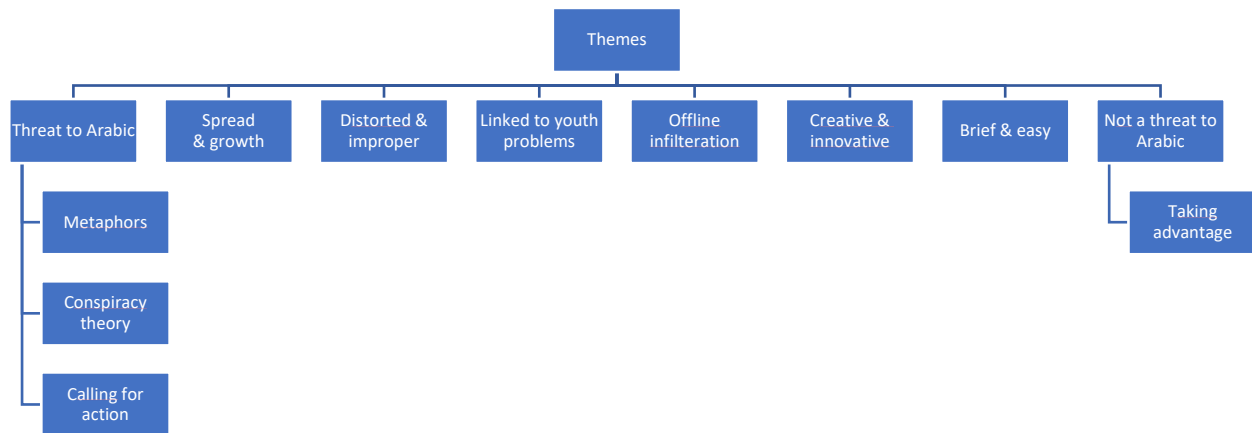 Themes
Threat to Arabic
Spread
& growth
Distorted &
improper
Linked to youth
problems
Offline
infilteration
Creative &
innovative
Brief & easy
Not a threat to
Arabic
Metaphors
Conspiracy
theory
Calling for
action
Taking
advantage